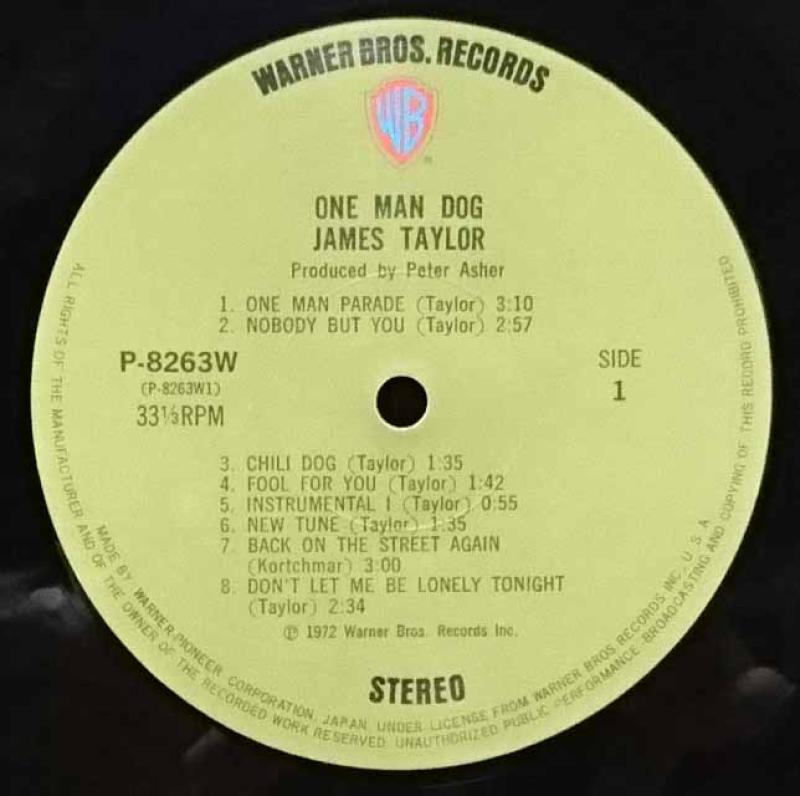 WARNER BROS. RECORDS
WB
ONE MAN DOG
JAMES TAYLOR
Produced by Peter Asher
1. ONE MAN PARADE (Taylor) 3:10
2. NOBODY BUT YOU (Taylor) 2:57
P-8263W
(P-8263W1)
33⅓RPM
SIDE
1
3. CHILI DOG (Taylor) 1:35
4. FOOL FOR YOU (Taylor) 1:42
5. INSTRUMENTAL I (Taylor) 0:55
6. NEW TUNE (Taylor) 1:35
7. BACK ON THE STREET AGAIN
(Kortchmar) 3:00
8. DON'T LET ME BE LONELY TONIGHT
(Taylor) 2:34
℗ 1972 Warner Bros. Records Inc.
STEREO
MADE BY WARNER-PIONEER CORPORATION, JAPAN UNDER LICENSE FROM WARNER BROS RECORDS INC., U.S.A.
ALL RIGHTS OF THE MANUFACTURER AND OF THE OWNER OF THE RECORDED WORK RESERVED UNAUTHORIZED PUBLIC PERFORMANCE BROADCASTING AND COPYING OF THIS RECORD PROHIBITED